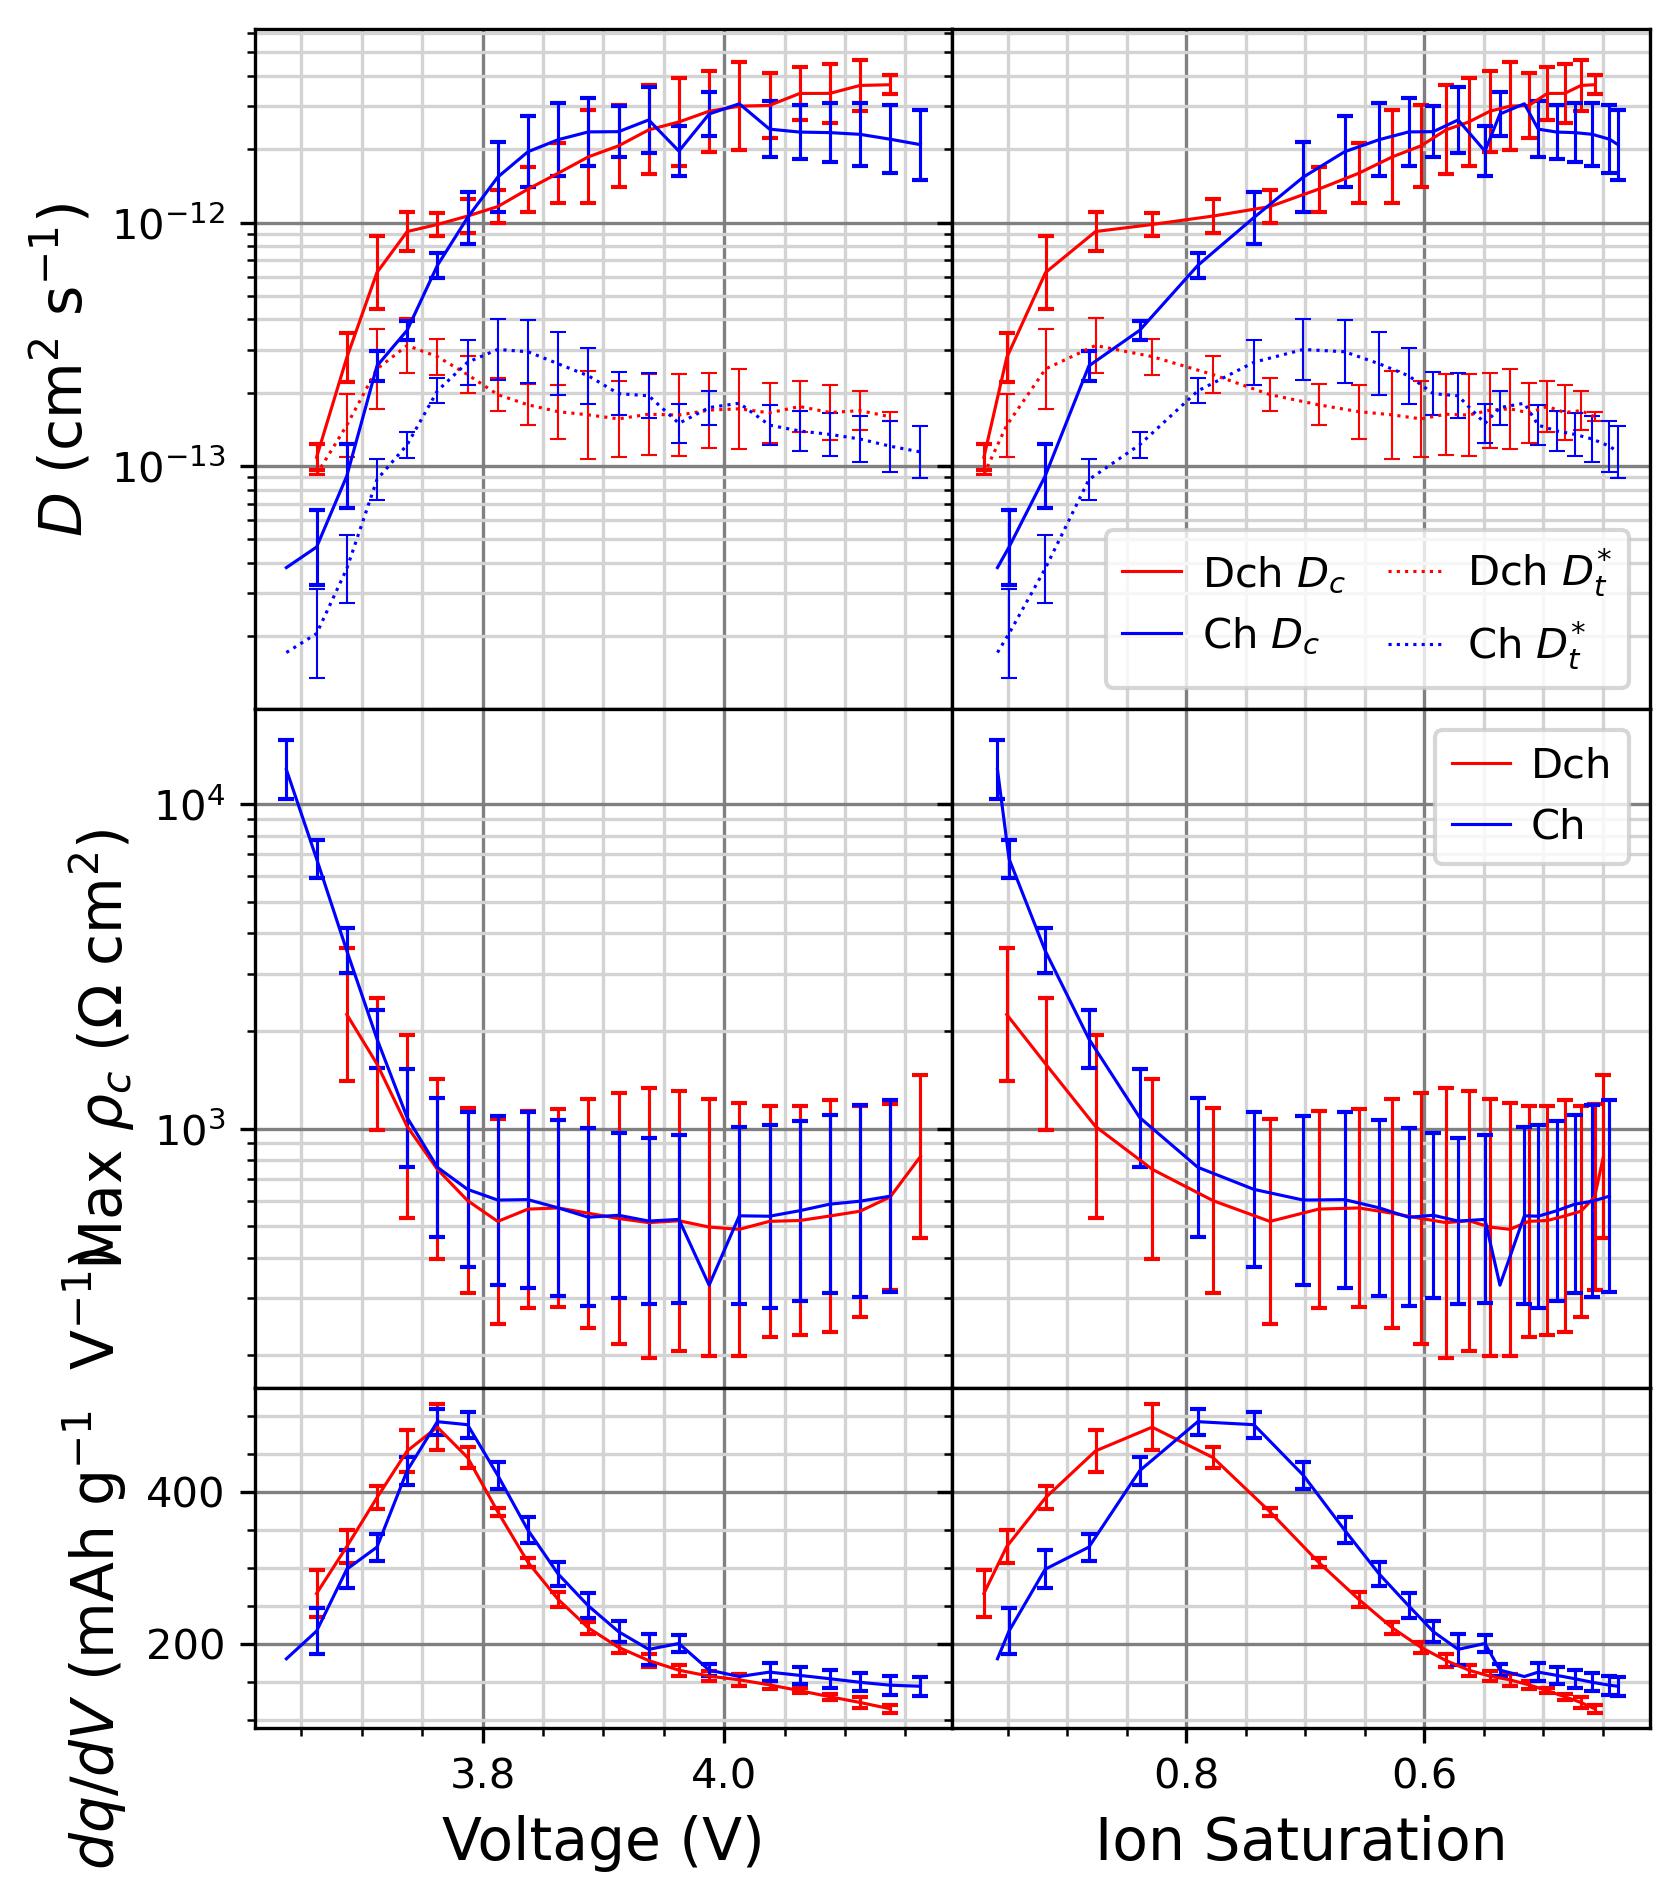 D (cm² s⁻¹)
10⁻¹²
10⁻¹³
Dch D_c
Ch D_c
Dch D_t^*
Ch D_t^*
Max ρ_c (Ω cm²)
10⁴
10³
Dch
Ch
dq/dV (mAh g⁻¹ V⁻¹)
400
200
3.8
4.0
0.8
0.6
Voltage (V)
Ion Saturation